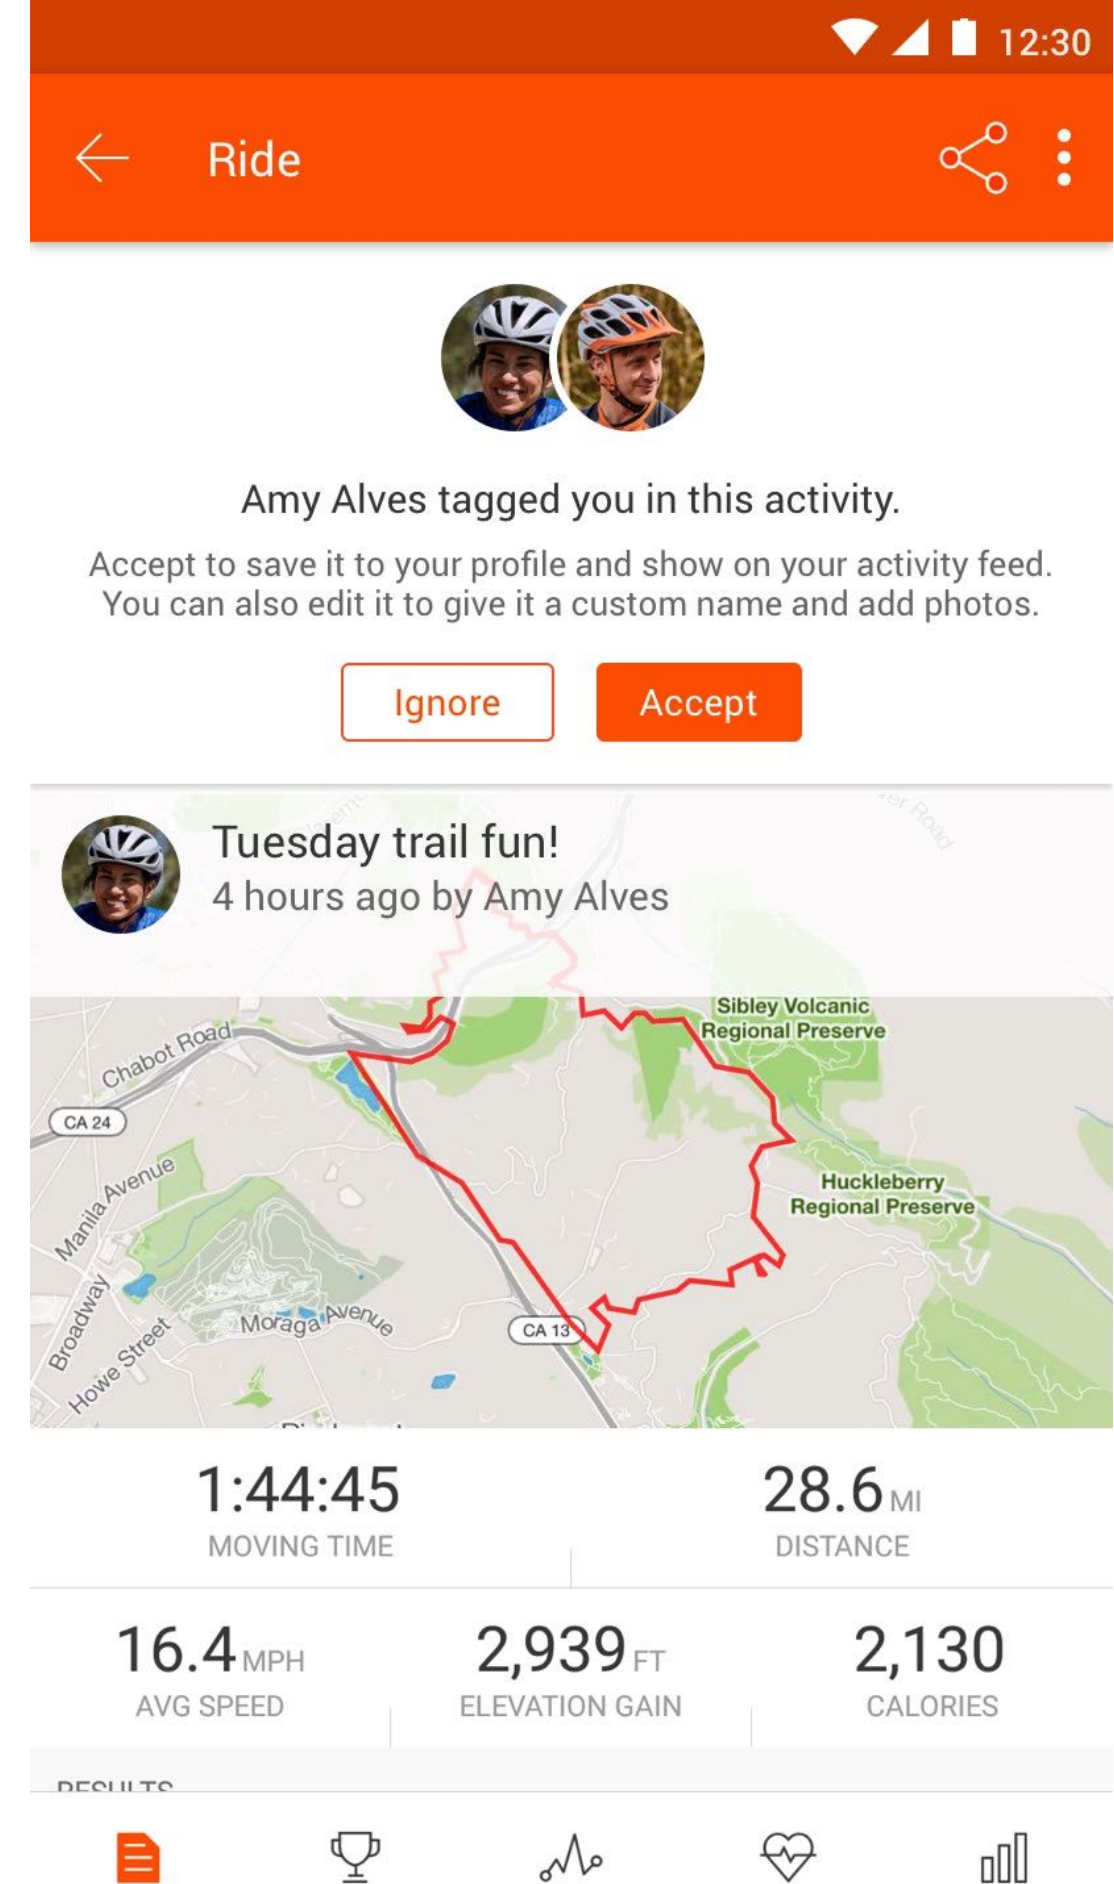 12:30
Ride
Amy Alves tagged you in this activity.
Accept to save it to your profile and show on your activity feed.
You can also edit it to give it a custom name and add photos.
Ignore
Accept
Tuesday trail fun!
4 hours ago by Amy Alves
Road
Sibley Volcanic
Regional Preserve
Chabot Road
CA 24
Manila Avenue
Huckleberry
Regional Preserve
Broadway
Howe Street
Moraga Avenue
CA 13
1:44:45
MOVING TIME
28.6 MI
DISTANCE
16.4 MPH
AVG SPEED
2,939 FT
ELEVATION GAIN
2,130
CALORIES
RESULTS